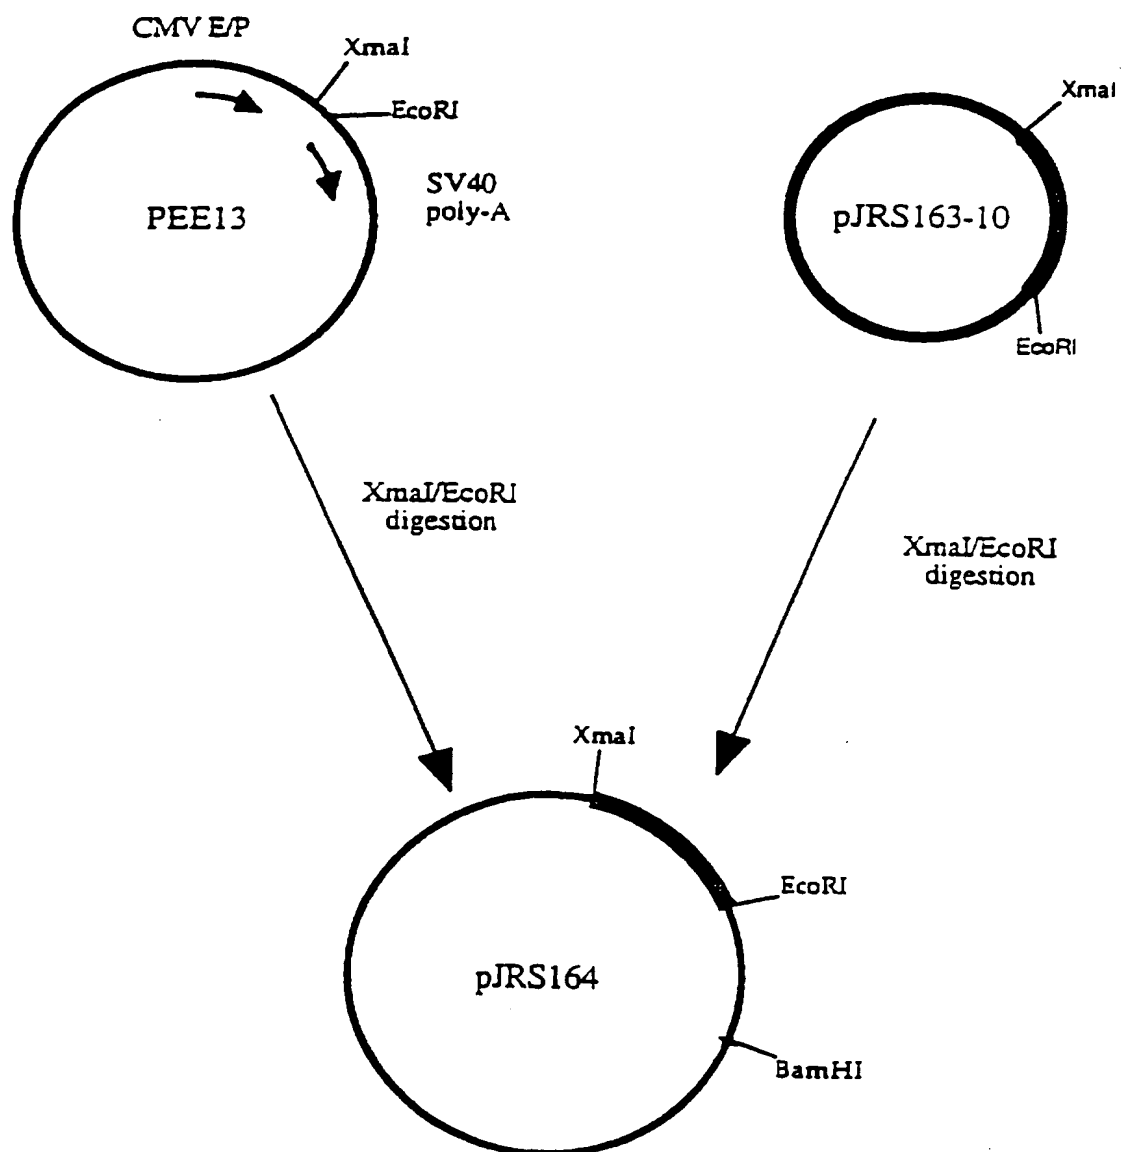 CMV E/P
XmaI
EcoRI
SV40
poly-A
PEE13
XmaI
pJRS163-10
EcoRI
XmaI/EcoRI
digestion
XmaI/EcoRI
digestion
XmaI
EcoRI
pJRS164
BamHI